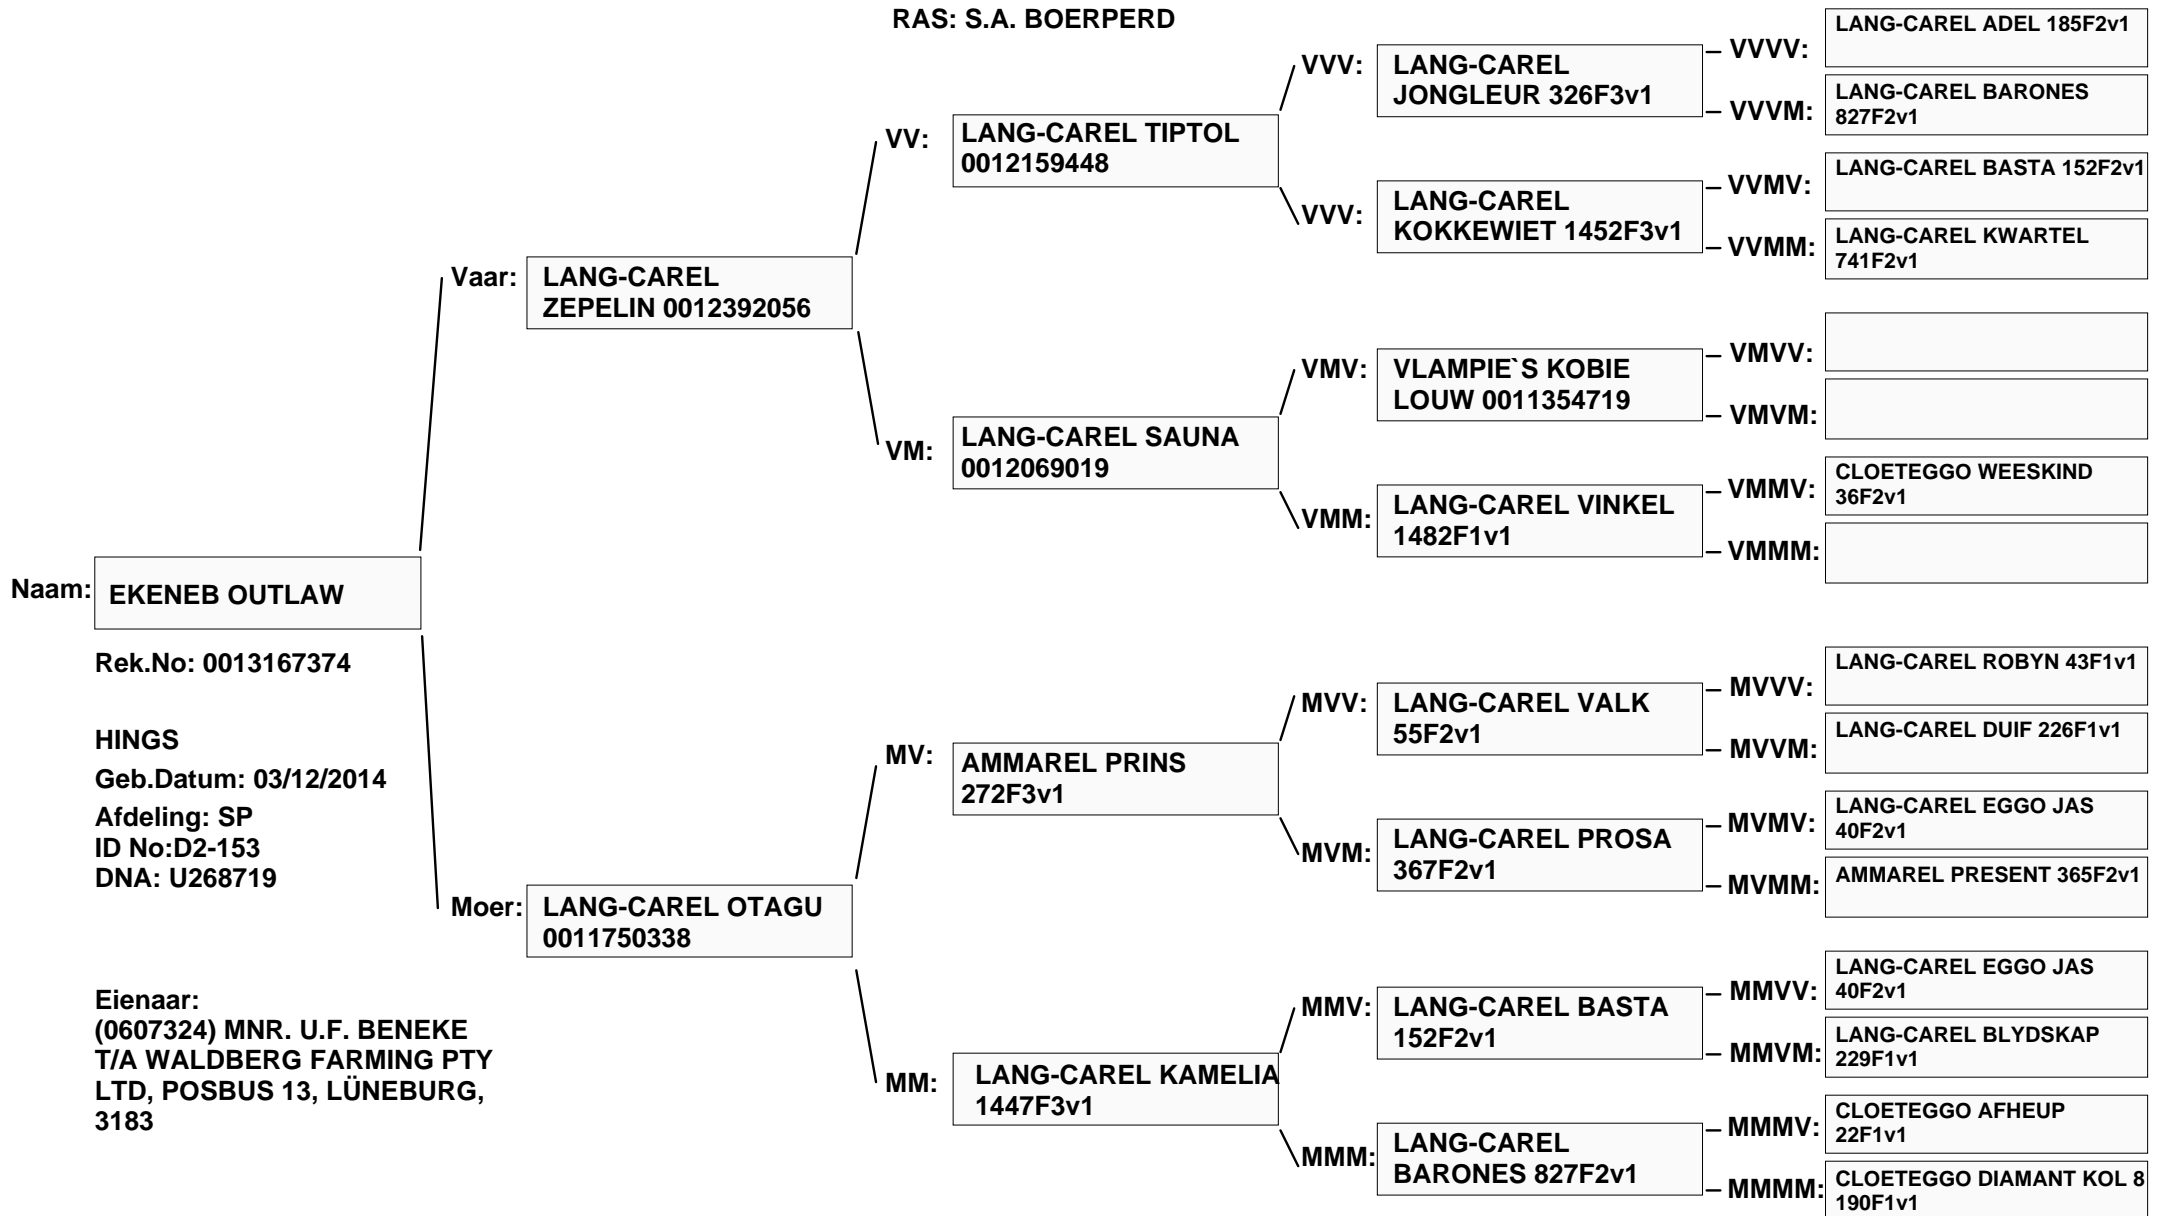 RAS: S.A. BOERPERD
Naam:
EKENEB OUTLAW
Rek.No: 0013167374
HINGS
Geb.Datum: 03/12/2014
Afdeling: SP
ID No:D2-153
DNA: U268719
Eienaar:
(0607324) MNR. U.F. BENEKE
T/A WALDBERG FARMING PTY
LTD, POSBUS 13, LÜNEBURG,
3183
Vaar:
LANG-CAREL
ZEPELIN 0012392056
Moer:
LANG-CAREL OTAGU
0011750338
VV:
LANG-CAREL TIPTOL
0012159448
VM:
LANG-CAREL SAUNA
0012069019
MV:
AMMAREL PRINS
272F3v1
MM:
LANG-CAREL KAMELIA
1447F3v1
VVV:
LANG-CAREL
JONGLEUR 326F3v1
VVV:
LANG-CAREL
KOKKEWIET 1452F3v1
VMV:
VLAMPIE`S KOBIE
LOUW 0011354719
VMM:
LANG-CAREL VINKEL
1482F1v1
MVV:
LANG-CAREL VALK
55F2v1
MVM:
LANG-CAREL PROSA
367F2v1
MMV:
LANG-CAREL BASTA
152F2v1
MMM:
LANG-CAREL
BARONES 827F2v1
VVVV:
LANG-CAREL ADEL 185F2v1
VVVM:
LANG-CAREL BARONES
827F2v1
VVMV:
LANG-CAREL BASTA 152F2v1
VVMM:
LANG-CAREL KWARTEL
741F2v1
VMVV:
VMVM:
VMMV:
CLOETEGGO WEESKIND
36F2v1
VMMM:
MVVV:
LANG-CAREL ROBYN 43F1v1
MVVM:
LANG-CAREL DUIF 226F1v1
MVMV:
LANG-CAREL EGGO JAS
40F2v1
MVMM:
AMMAREL PRESENT 365F2v1
MMVV:
LANG-CAREL EGGO JAS
40F2v1
MMVM:
LANG-CAREL BLYDSKAP
229F1v1
MMMV:
CLOETEGGO AFHEUP
22F1v1
MMMM:
CLOETEGGO DIAMANT KOL 8
190F1v1